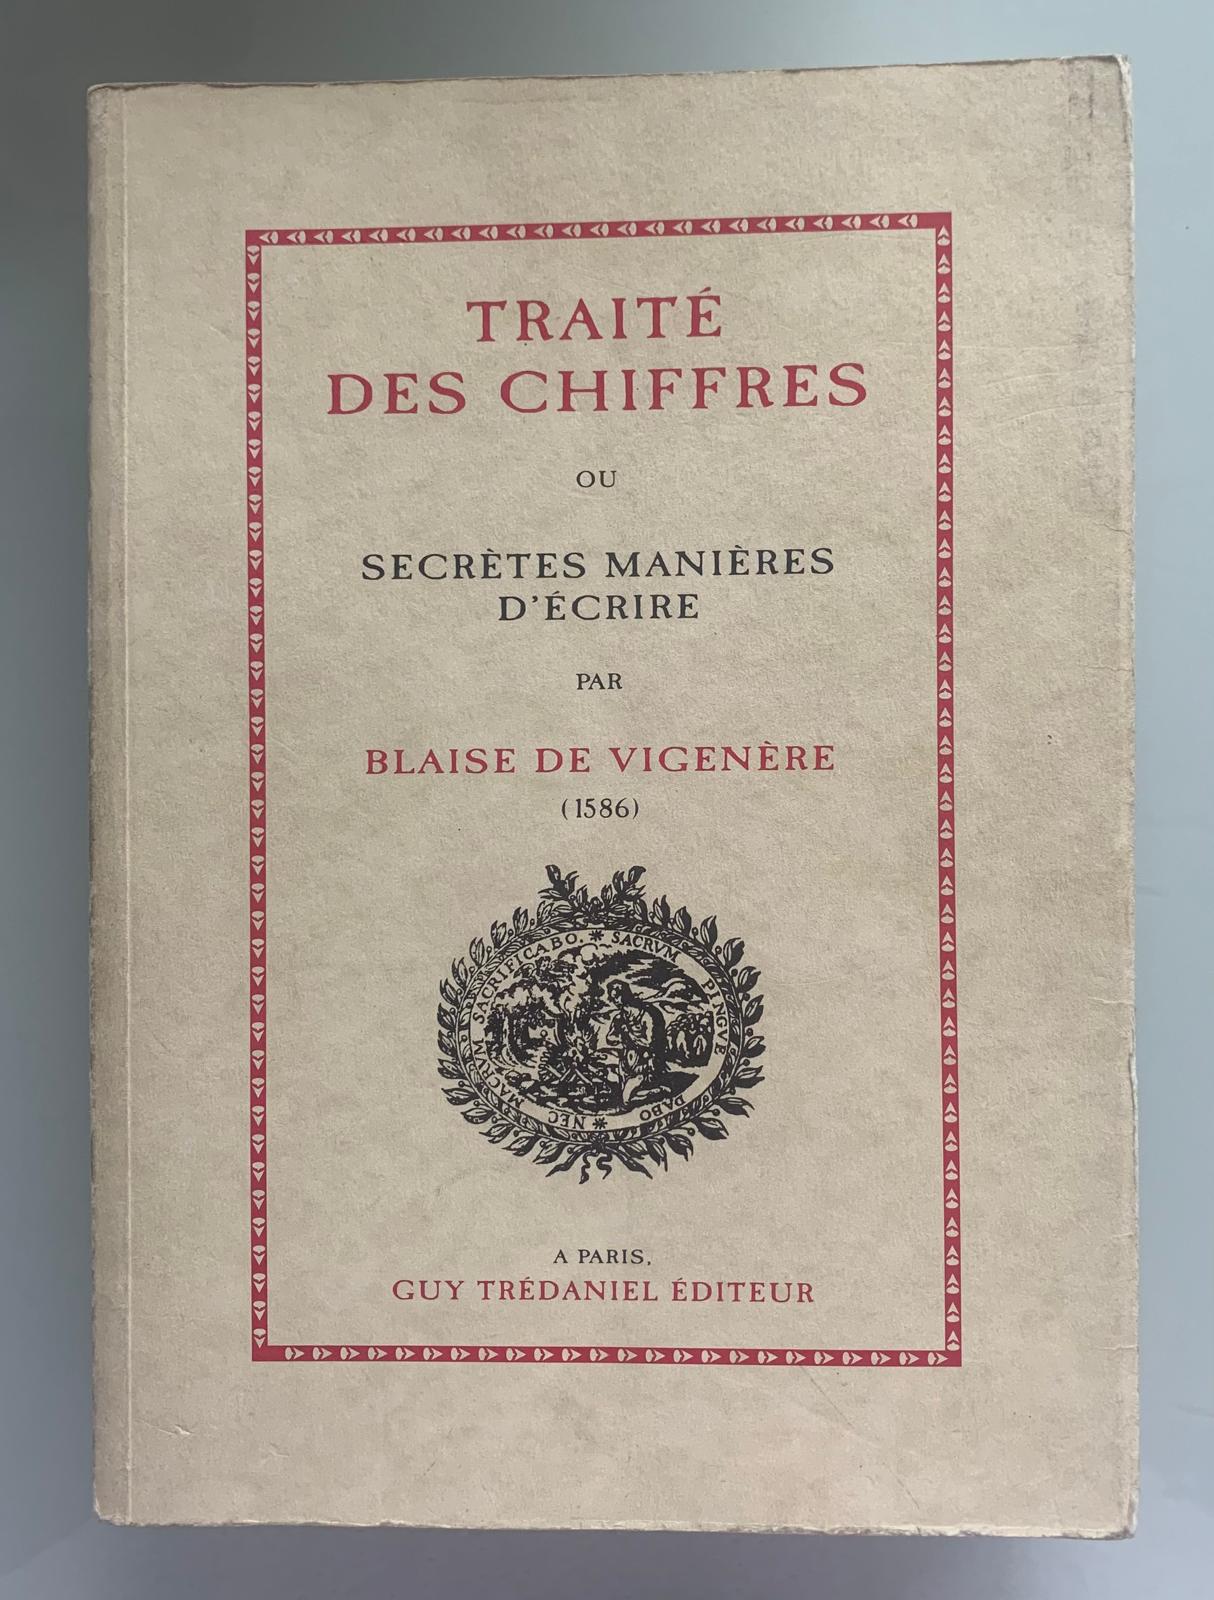 TRAITÉ
DES CHIFFRES
OU
SECRÈTES MANIÈRES
D'ÉCRIRE
PAR
BLAISE DE VIGENÈRE
(1586)
SACRVM PINGVE DABO * NEC MACRVM SACRIFICABO. *
A PARIS,
GUY TRÉDANIEL ÉDITEUR